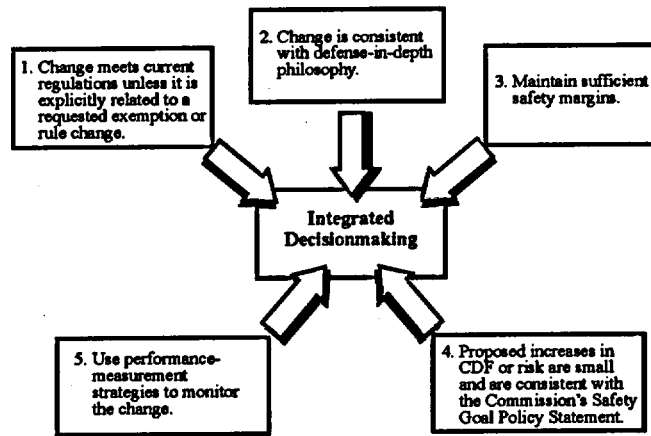 1. Change meets current
regulations unless it is
explicitly related to a
requested exemption or
rule change.
2. Change is consistent
with defense-in-depth
philosophy.
3. Maintain sufficient
safety margins.
Integrated
Decisionmaking
4. Proposed increases in
CDF or risk are small
and are consistent with
the Commission's Safety
Goal Policy Statement.
5. Use performance-
measurement
strategies to monitor
the change.